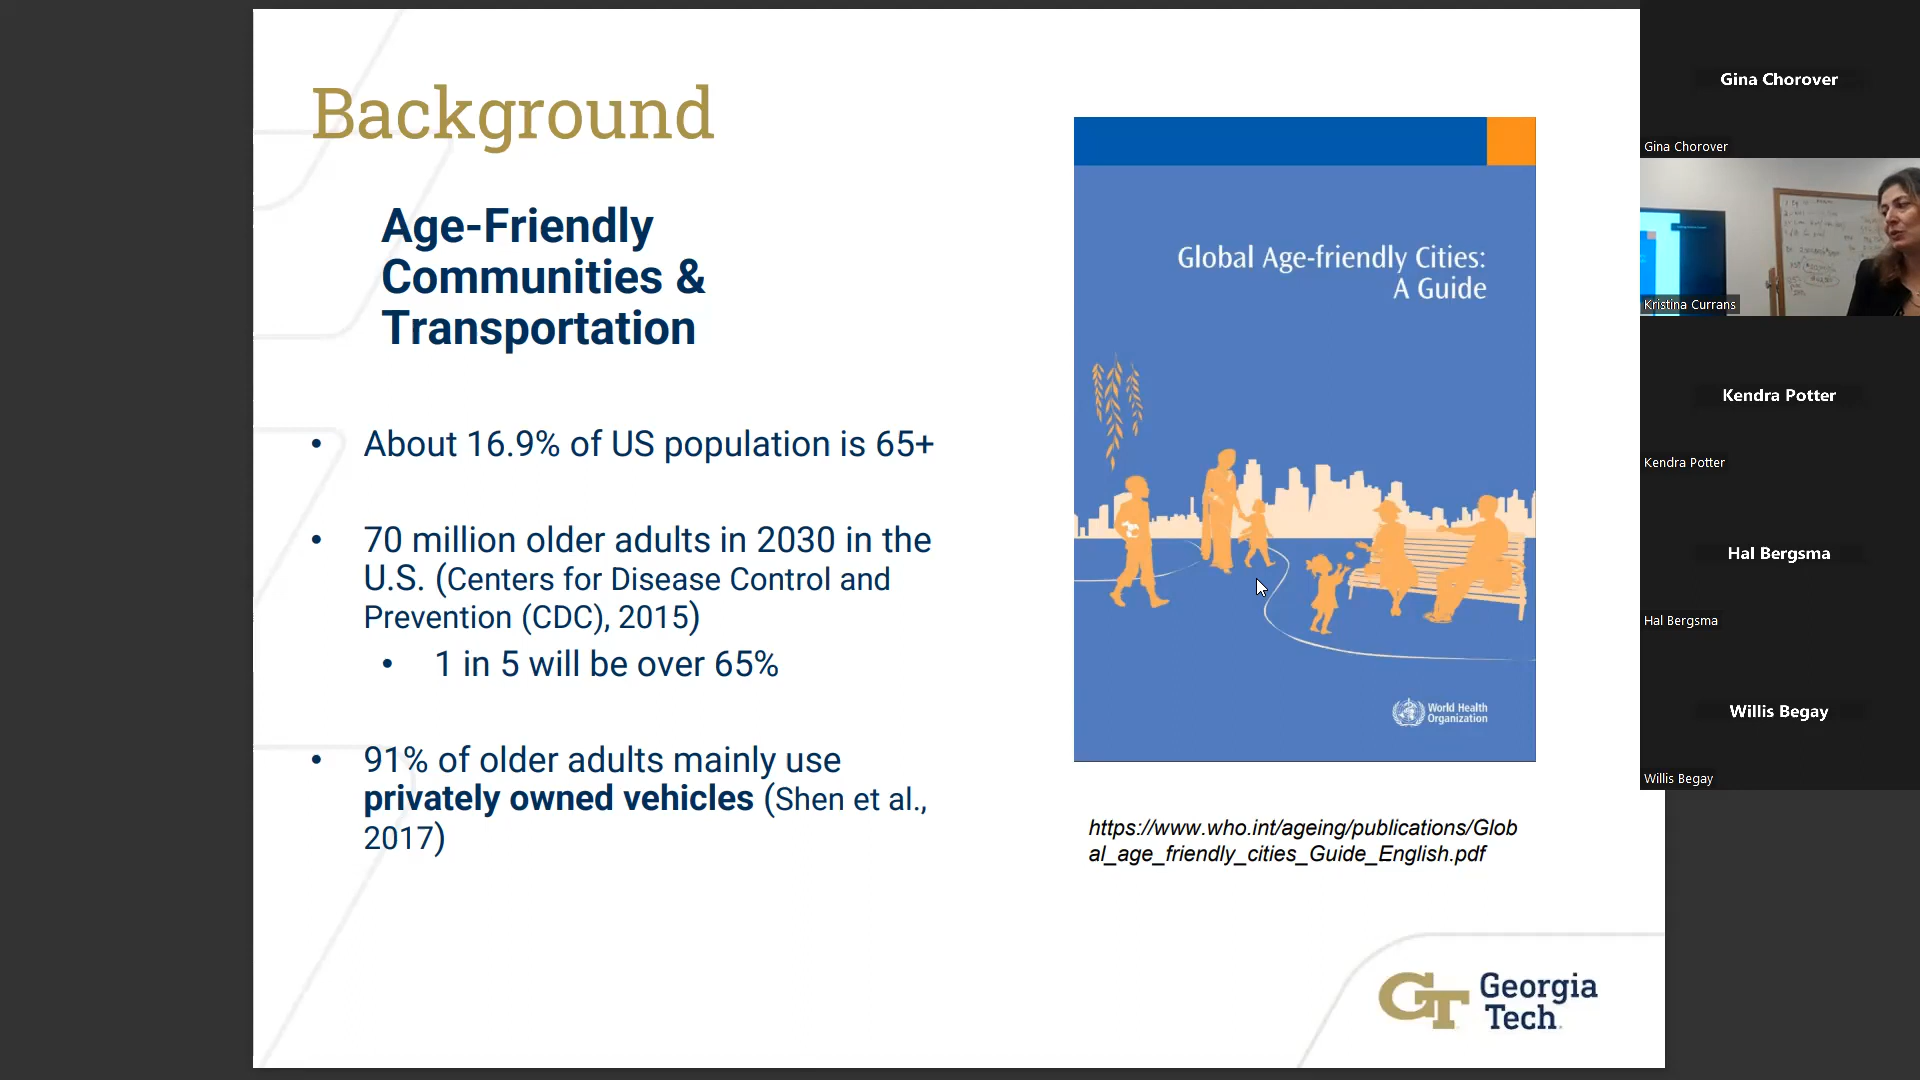 Background
Age-Friendly
Communities &
Transportation
• About 16.9% of US population is 65+
• 70 million older adults in 2030 in the
U.S. (Centers for Disease Control and
Prevention (CDC), 2015)
• 1 in 5 will be over 65%
• 91% of older adults mainly use
privately owned vehicles (Shen et al.,
2017)
Global Age-friendly Cities:
A Guide
World Health
Organization
https://www.who.int/ageing/publications/Glob
al_age_friendly_cities_Guide_English.pdf
GT Georgia
Tech
Gina Chorover
Gina Chorover
Kristina Currans
Kendra Potter
Kendra Potter
Hal Bergsma
Hal Bergsma
Willis Begay
Willis Begay